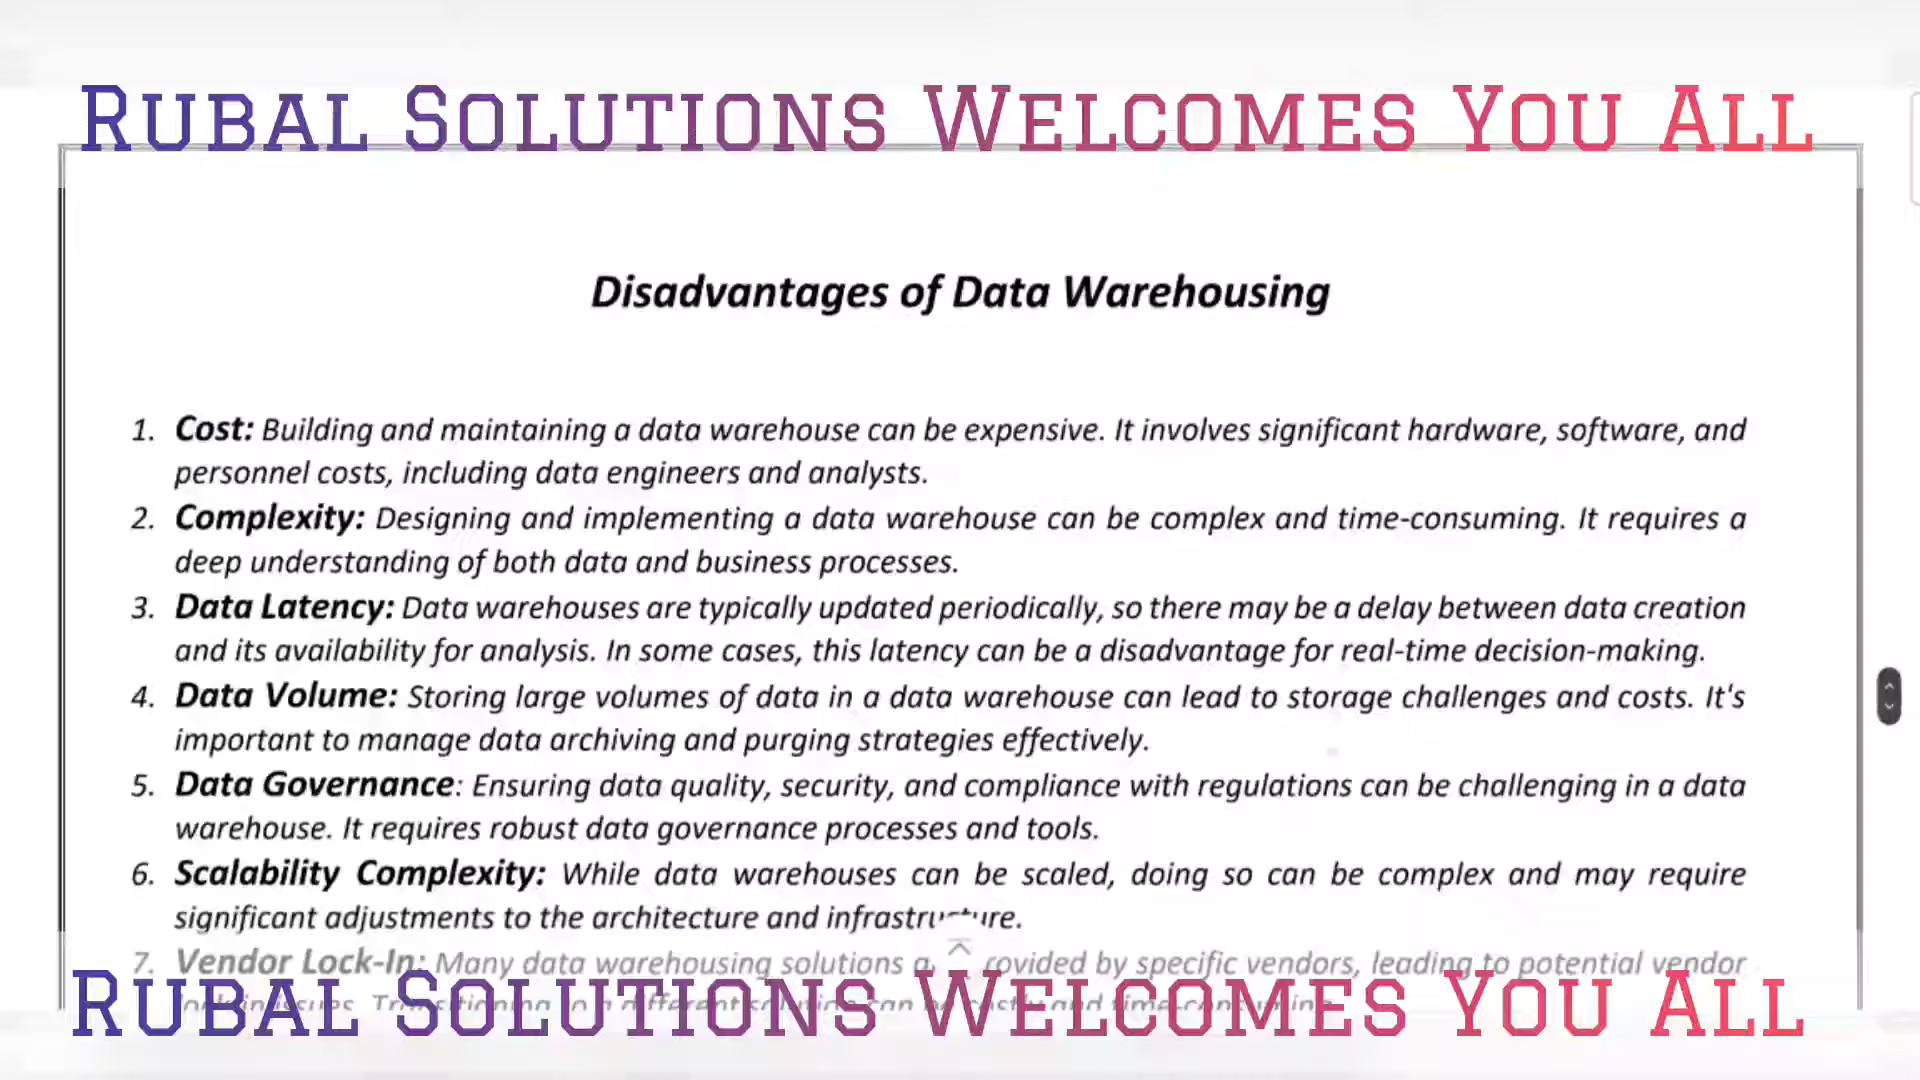 Rubal Solutions Welcomes You All
Disadvantages of Data Warehousing
1. Cost: Building and maintaining a data warehouse can be expensive. It involves significant hardware, software, and
personnel costs, including data engineers and analysts.
2. Complexity: Designing and implementing a data warehouse can be complex and time-consuming. It requires a
deep understanding of both data and business processes.
3. Data Latency: Data warehouses are typically updated periodically, so there may be a delay between data creation
and its availability for analysis. In some cases, this latency can be a disadvantage for real-time decision-making.
4. Data Volume: Storing large volumes of data in a data warehouse can lead to storage challenges and costs. It's
important to manage data archiving and purging strategies effectively.
5. Data Governance: Ensuring data quality, security, and compliance with regulations can be challenging in a data
warehouse. It requires robust data governance processes and tools.
6. Scalability Complexity: While data warehouses can be scaled, doing so can be complex and may require
significant adjustments to the architecture and infrastructure.
7. Vendor Lock-In: Many data warehousing solutions provided by specific vendors, leading to potential vendor
Rubal Solutions Welcomes You All